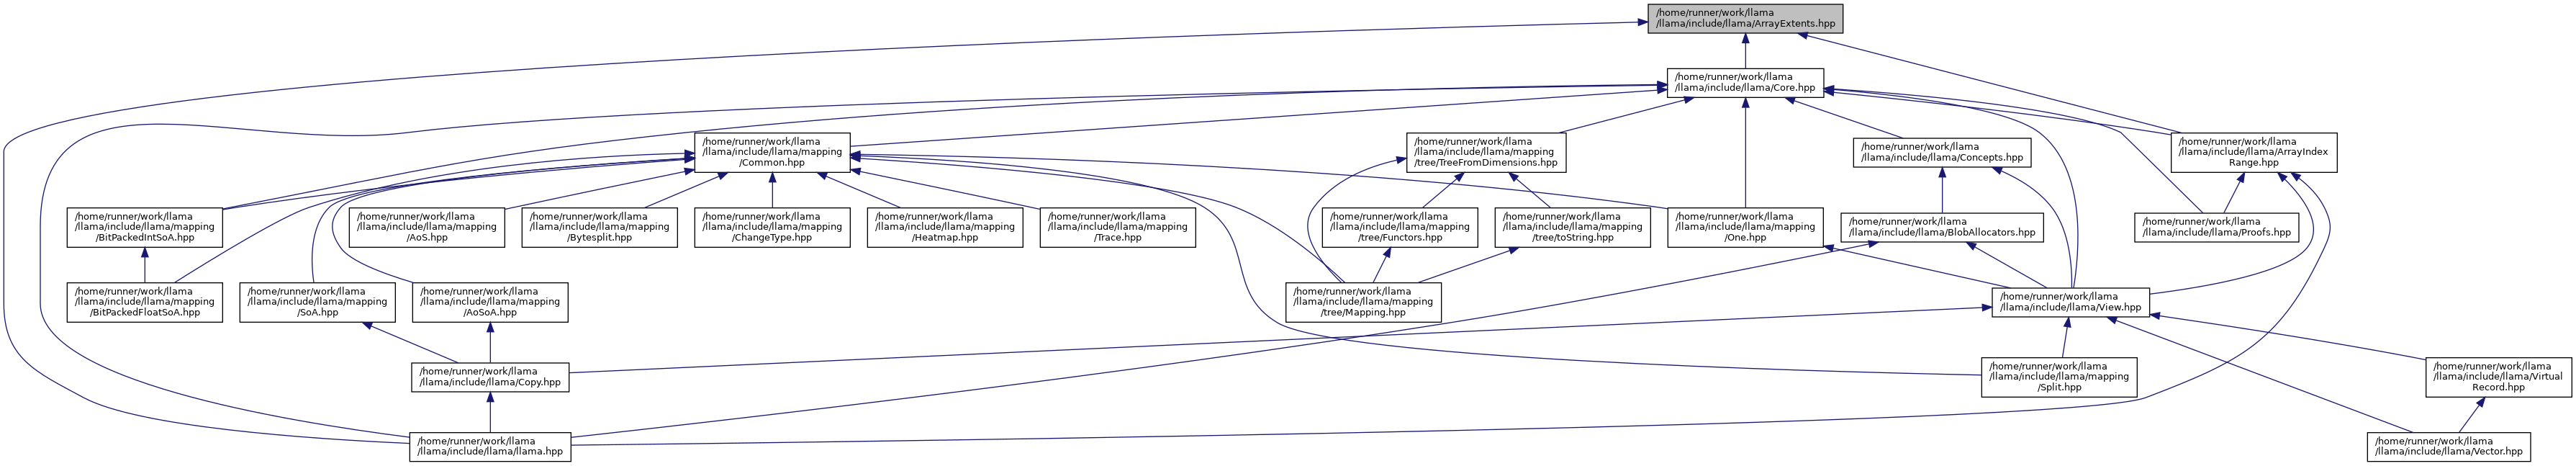 /home/runner/work/llama
/llama/include/llama/ArrayExtents.hpp
/home/runner/work/llama
/llama/include/llama/Core.hpp
/home/runner/work/llama
/llama/include/llama/mapping
/Common.hpp
/home/runner/work/llama
/llama/include/llama/mapping
/tree/TreeFromDimensions.hpp
/home/runner/work/llama
/llama/include/llama/Concepts.hpp
/home/runner/work/llama
/llama/include/llama/ArrayIndex
Range.hpp
/home/runner/work/llama
/llama/include/llama/mapping
/BitPackedIntSoA.hpp
/home/runner/work/llama
/llama/include/llama/mapping
/AoS.hpp
/home/runner/work/llama
/llama/include/llama/mapping
/Bytesplit.hpp
/home/runner/work/llama
/llama/include/llama/mapping
/ChangeType.hpp
/home/runner/work/llama
/llama/include/llama/mapping
/Heatmap.hpp
/home/runner/work/llama
/llama/include/llama/mapping
/Trace.hpp
/home/runner/work/llama
/llama/include/llama/mapping
/tree/Functors.hpp
/home/runner/work/llama
/llama/include/llama/mapping
/tree/toString.hpp
/home/runner/work/llama
/llama/include/llama/mapping
/One.hpp
/home/runner/work/llama
/llama/include/llama/BlobAllocators.hpp
/home/runner/work/llama
/llama/include/llama/Proofs.hpp
/home/runner/work/llama
/llama/include/llama/mapping
/BitPackedFloatSoA.hpp
/home/runner/work/llama
/llama/include/llama/mapping
/SoA.hpp
/home/runner/work/llama
/llama/include/llama/mapping
/AoSoA.hpp
/home/runner/work/llama
/llama/include/llama/mapping
/tree/Mapping.hpp
/home/runner/work/llama
/llama/include/llama/View.hpp
/home/runner/work/llama
/llama/include/llama/Copy.hpp
/home/runner/work/llama
/llama/include/llama/mapping
/Split.hpp
/home/runner/work/llama
/llama/include/llama/Virtual
Record.hpp
/home/runner/work/llama
/llama/include/llama/llama.hpp
/home/runner/work/llama
/llama/include/llama/Vector.hpp